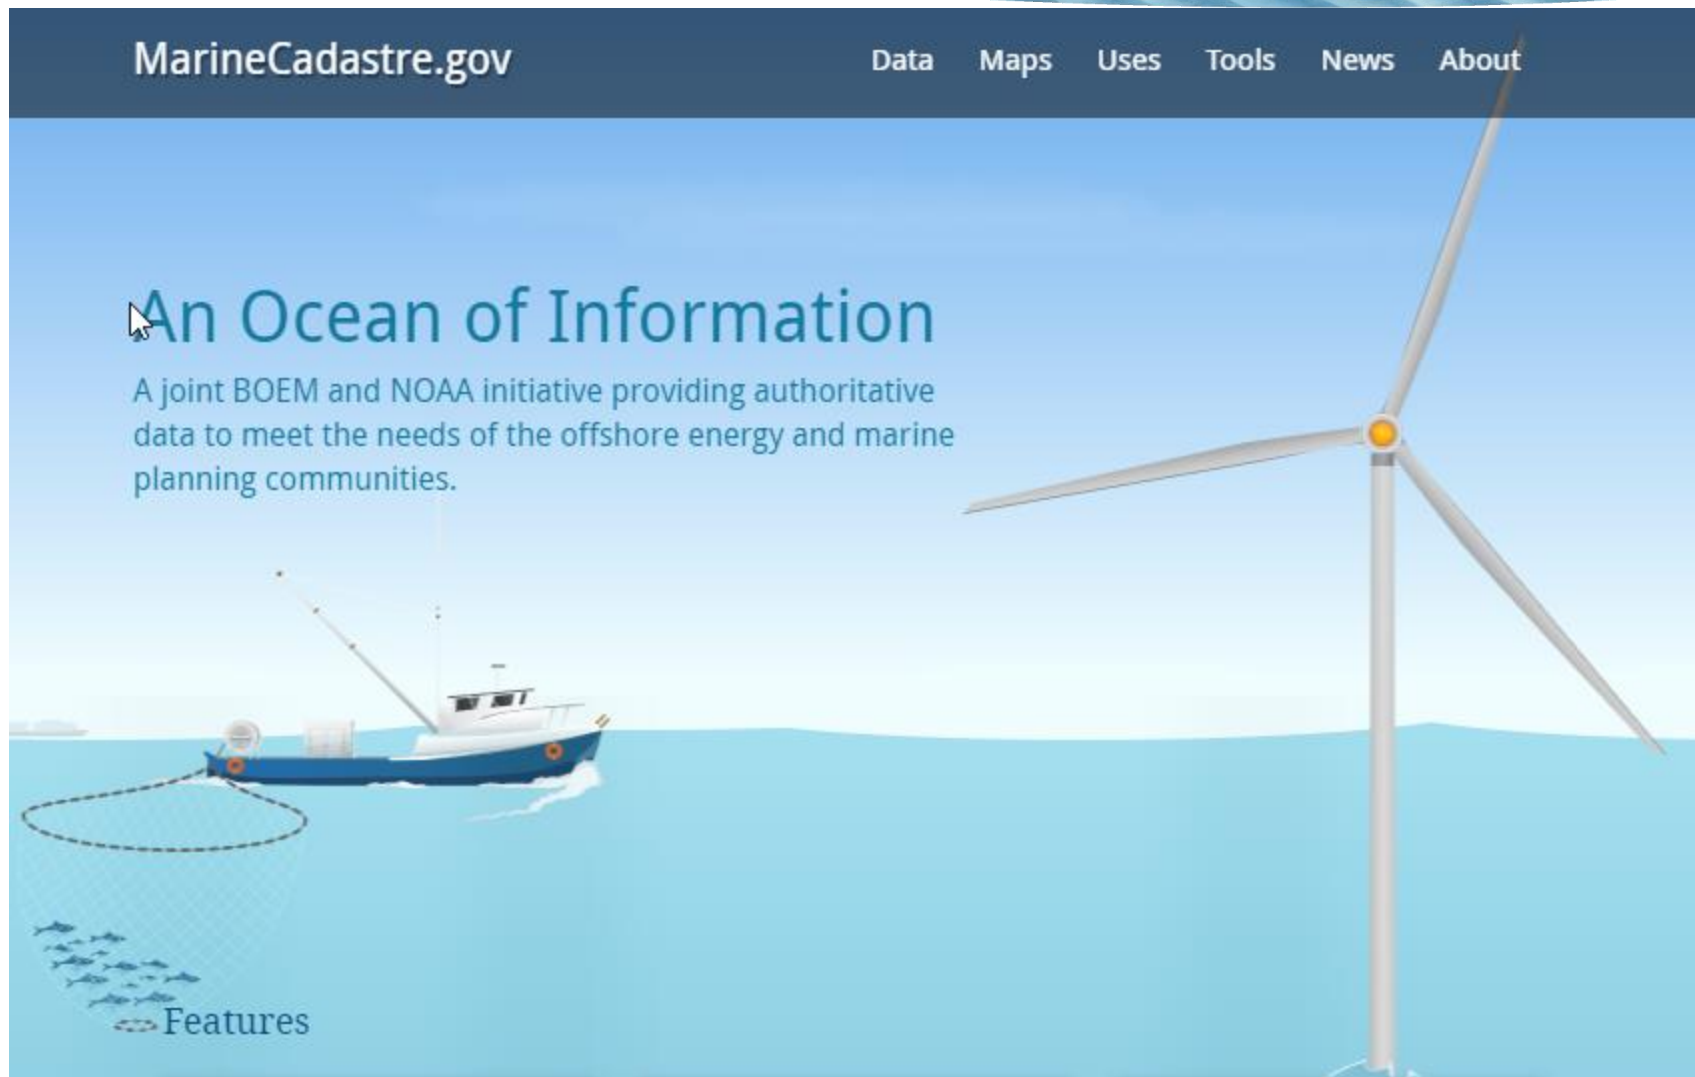 MarineCadastre.gov
Data Maps Uses Tools News About
An Ocean of Information
A joint BOEM and NOAA initiative providing authoritative
data to meet the needs of the offshore energy and marine
planning communities.
Features